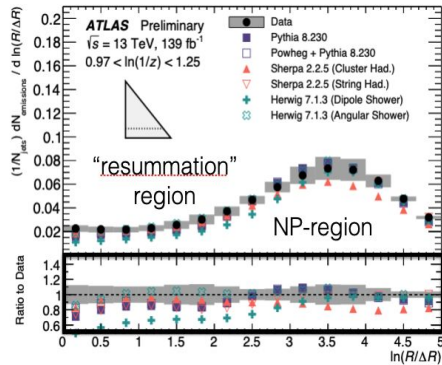 ATLAS Preliminary
√s = 13 TeV, 139 fb⁻¹
0.97 < ln(1/z) < 1.25
Data
Pythia 8.230
Powheg + Pythia 8.230
Sherpa 2.2.5 (Cluster Had.)
Sherpa 2.2.5 (String Had.)
Herwig 7.1.3 (Dipole Shower)
Herwig 7.1.3 (Angular Shower)
(1/N_jets) dN_emissions / d ln(R/ΔR)
0.2
0.18
0.16
0.14
0.12
0.1
0.08
0.06
0.04
0.02
“resummation”
region
NP-region
Ratio to Data
1.4
1.2
1
0.8
0.6
0 0.5 1 1.5 2 2.5 3 3.5 4 4.5 5
ln(R/ΔR)